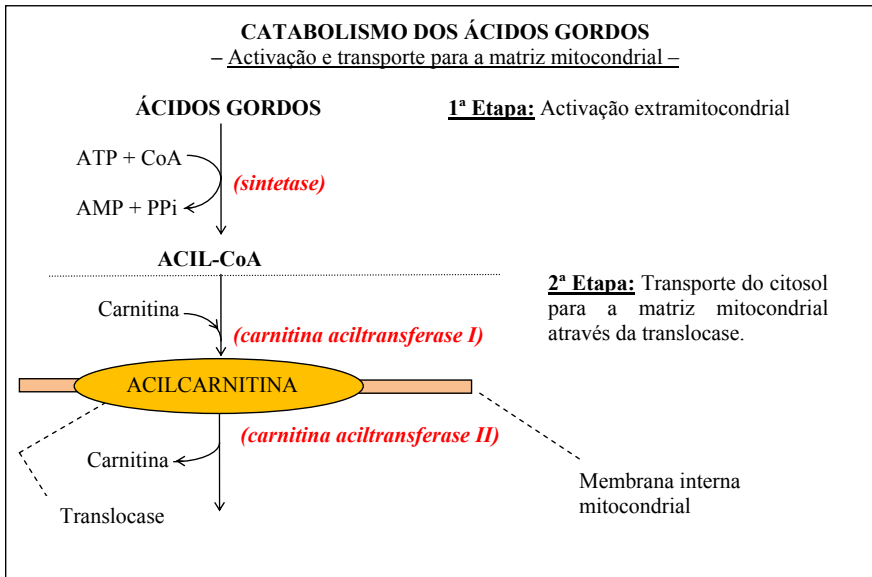 CATABOLISMO DOS ÁCIDOS GORDOS
– Activação e transporte para a matriz mitocondrial –
ÁCIDOS GORDOS
1ª Etapa: Activação extramitocondrial
ATP + CoA
(sintetase)
AMP + PPi
ACIL-CoA
2ª Etapa: Transporte do citosol
para a matriz mitocondrial
através da translocase.
Carnitina
(carnitina aciltransferase I)
ACILCARNITINA
(carnitina aciltransferase II)
Carnitina
Membrana interna
mitocondrial
Translocase